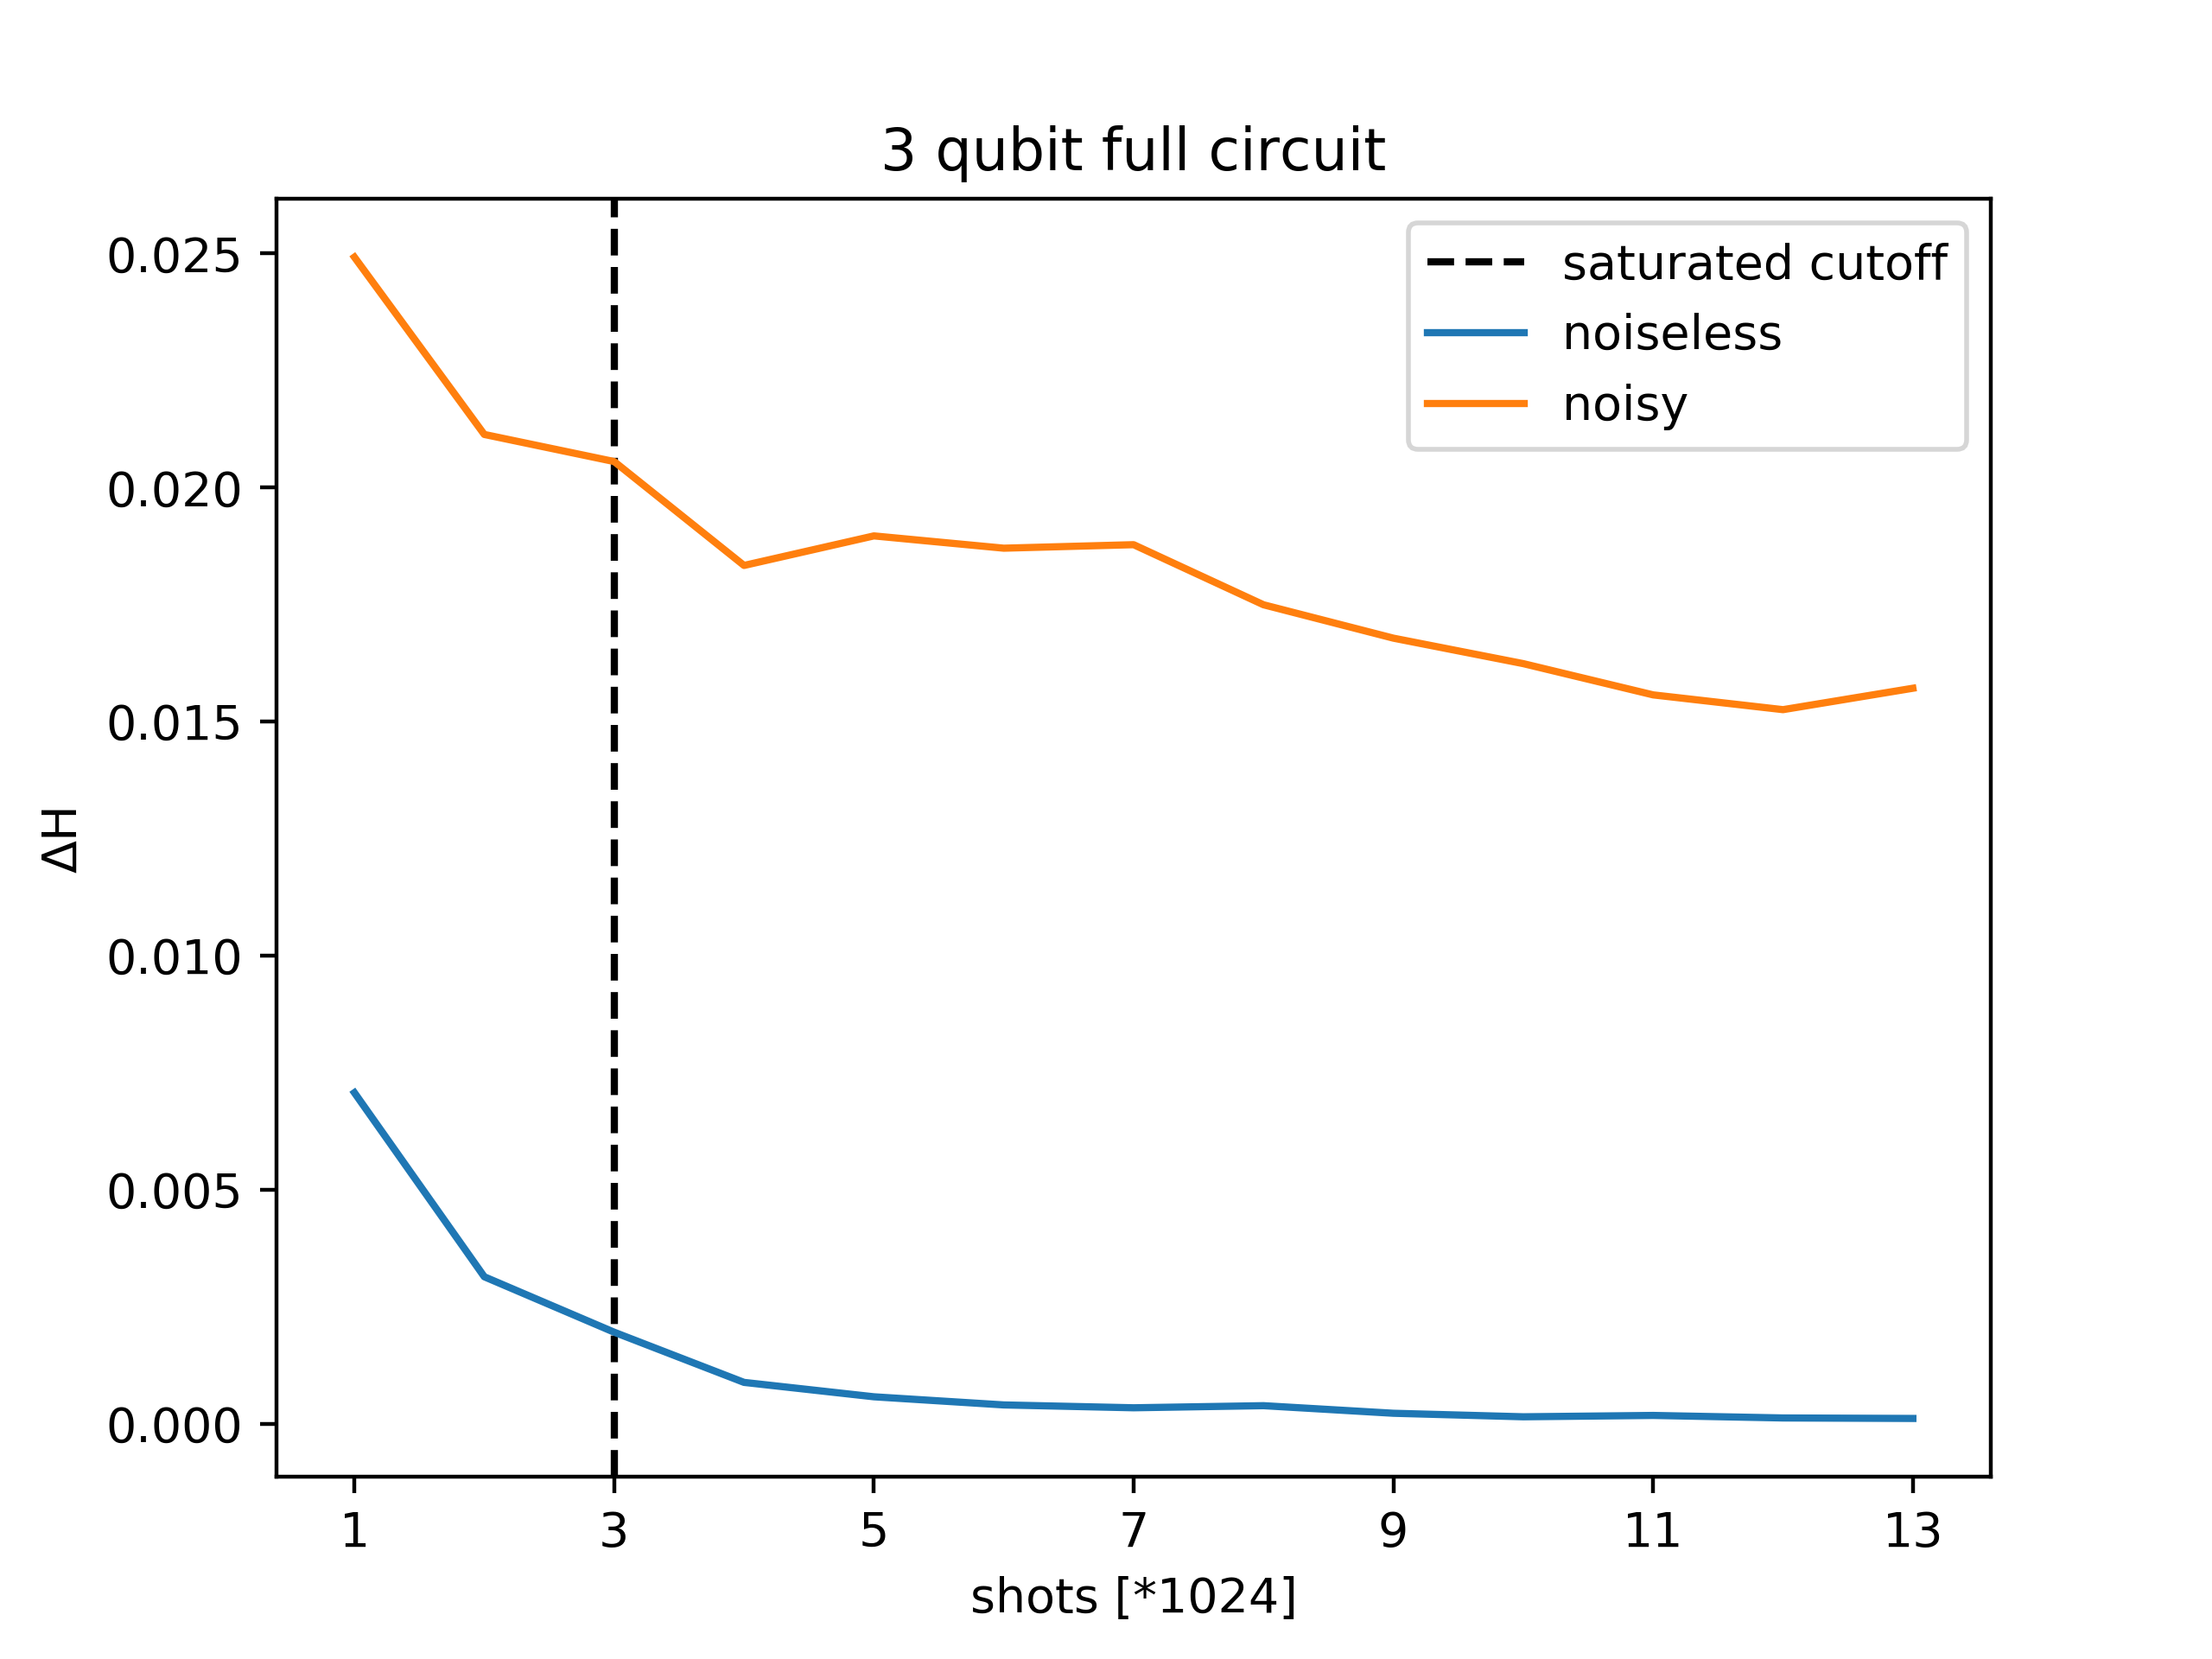 3 qubit full circuit
saturated cutoff
noiseless
noisy
0.025
0.020
0.015
0.010
0.005
0.000
ΔH
1 3 5 7 9 11 13
shots [*1024]